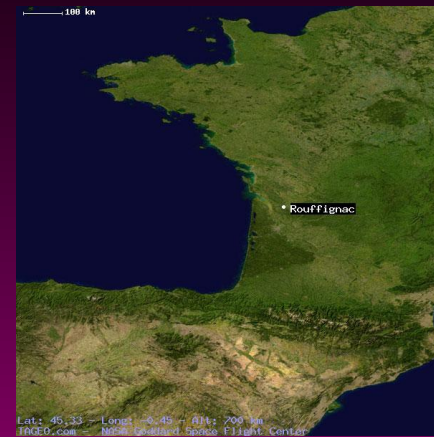 100 km
Rouffignac
Lat: 45.33 - Long: -0.45 - Alt: 700 km
TAGEO.com - NASA Goddard Space Flight Center